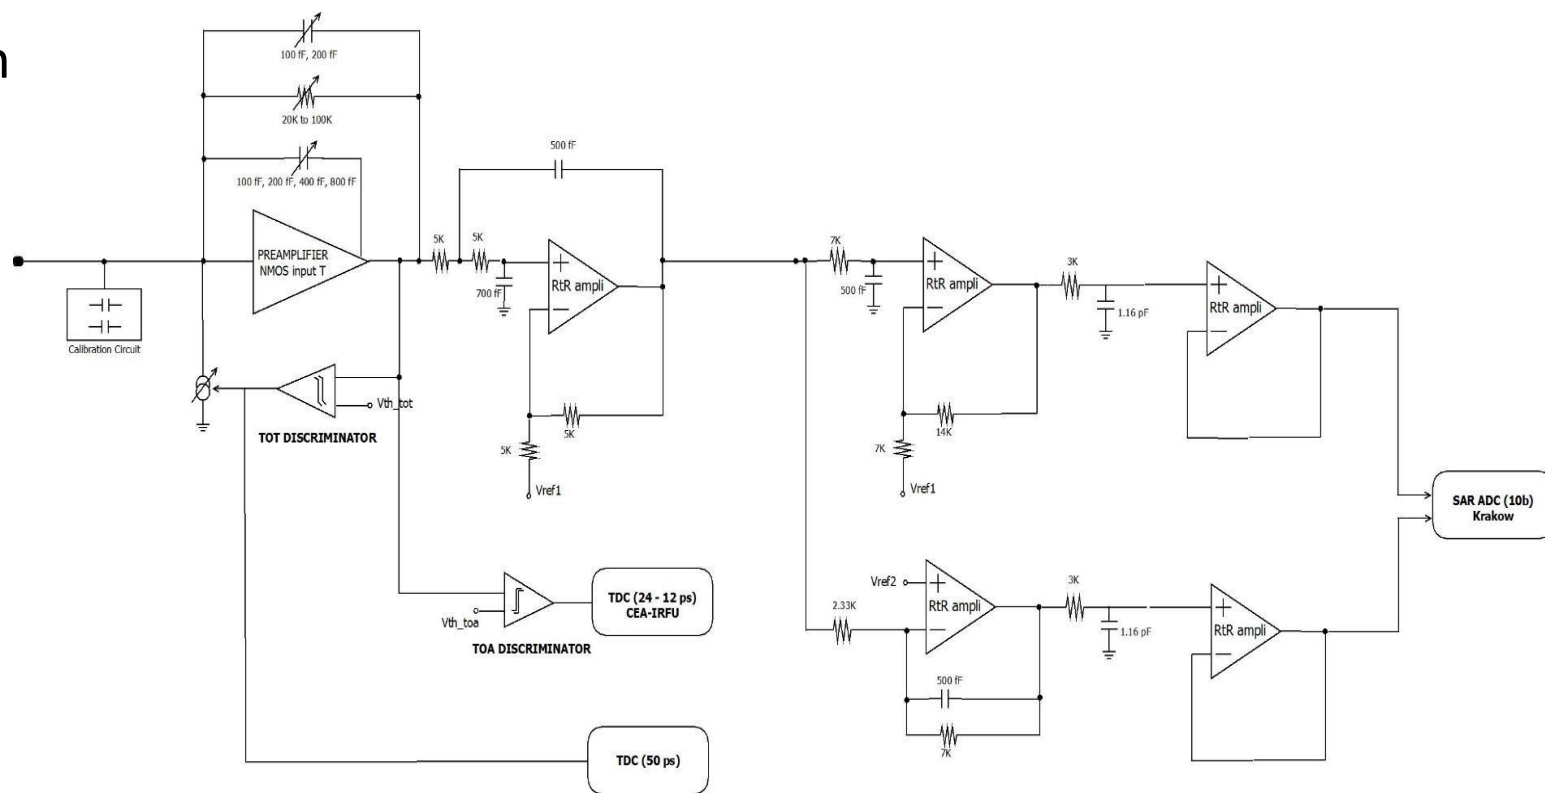 n
100 fF, 200 fF
20K to 100K
100 fF, 200 fF, 400 fF, 800 fF
PREAMPLIFIER
NMOS input T
Calibration Circuit
TOT DISCRIMINATOR
Vth_tot
5K
5K
500 fF
700 fF
+
RtR ampli
5K
5K
Vref1
7K
500 fF
+
RtR ampli
14K
7K
Vref1
3K
1.16 pF
+
RtR ampli
SAR ADC (10b)
Krakow
Vth_toa
TOA DISCRIMINATOR
TDC (24 - 12 ps)
CEA-IRFU
TDC (50 ps)
2.33K
Vref2
+
RtR ampli
500 fF
7K
3K
1.16 pF
+
RtR ampli